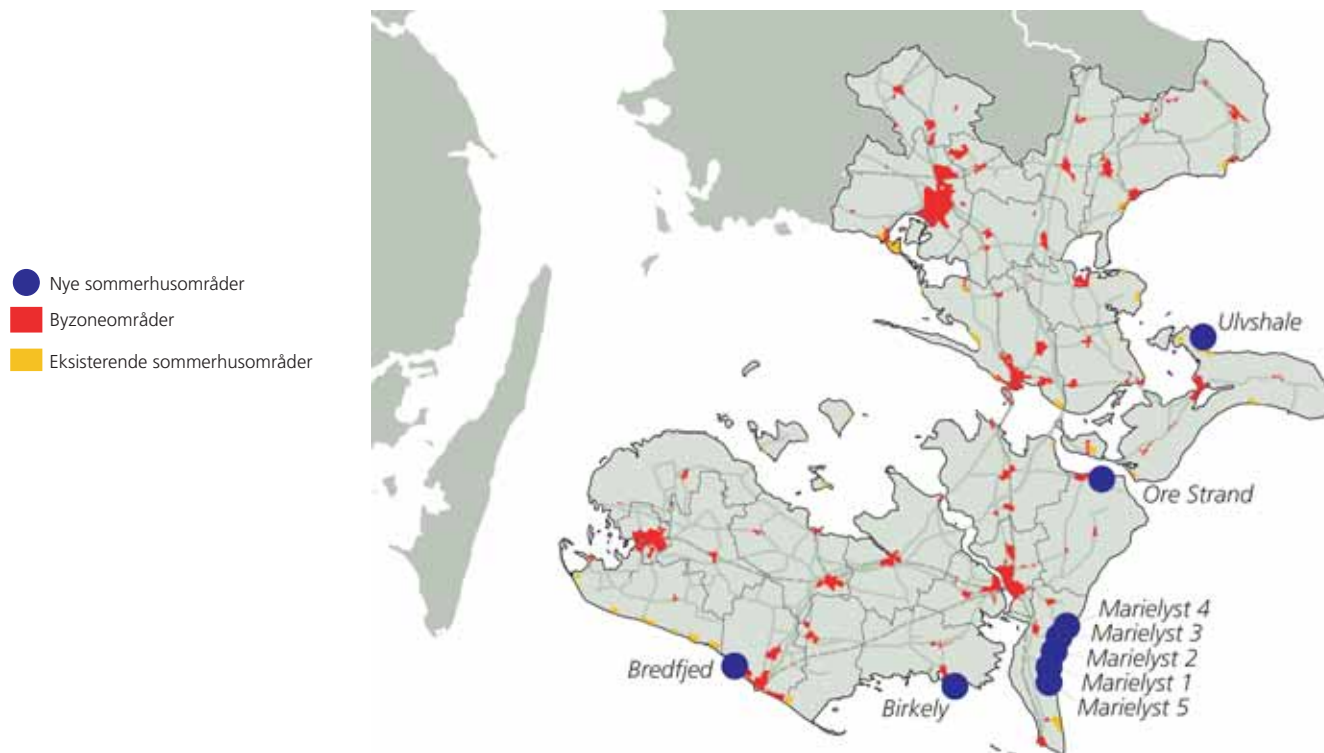 Nye sommerhusområder
Byzoneområder
Eksisterende sommerhusområder
Ulvshale
Ore Strand
Marielyst 4
Marielyst 3
Marielyst 2
Marielyst 1
Marielyst 5
Bredfjed
Birkely